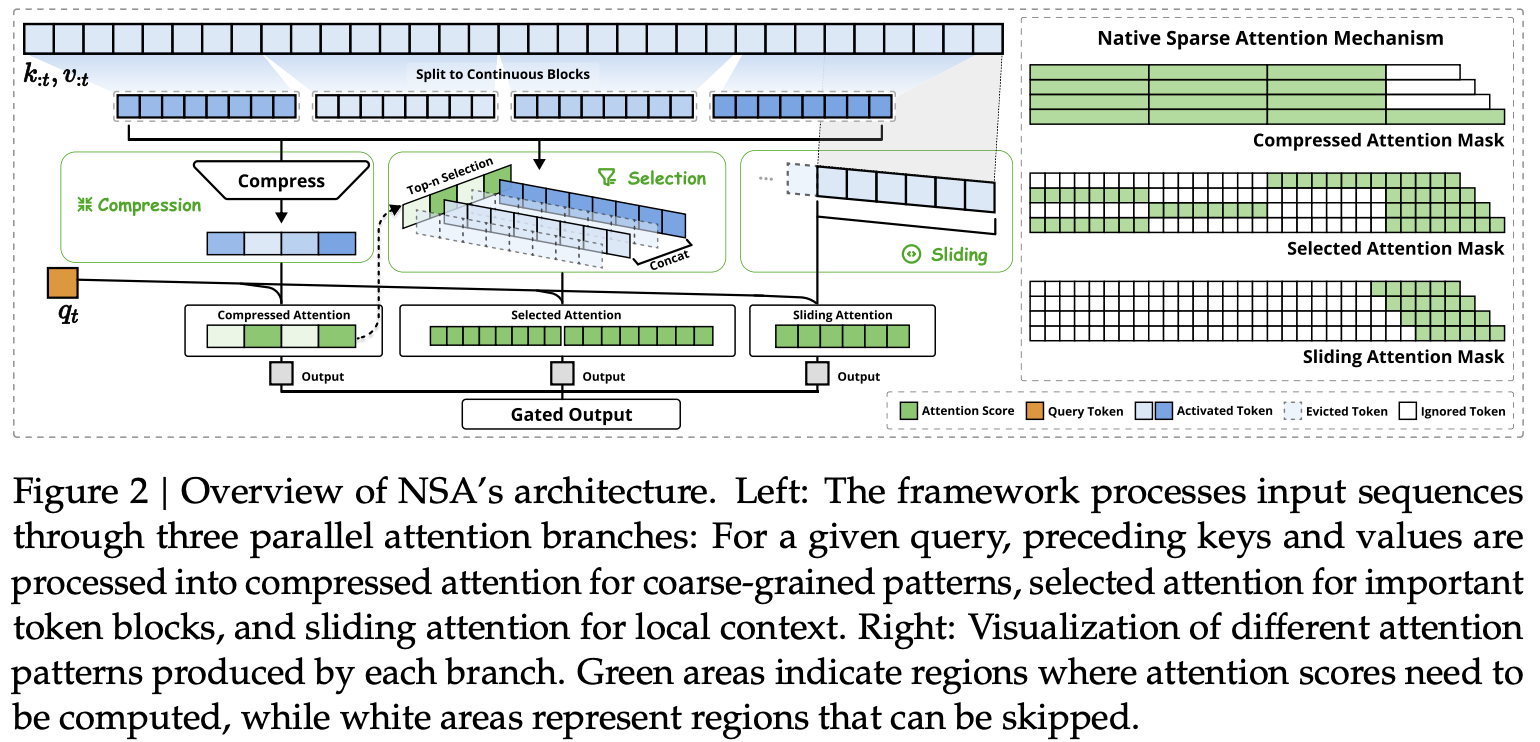 k:t, v:t
Split to Continuous Blocks
Compress
Compression
Top-n Selection
Selection
Concat
...
Sliding
qt
Compressed Attention
Selected Attention
Sliding Attention
Output
Output
Output
Gated Output
Native Sparse Attention Mechanism
Compressed Attention Mask
Selected Attention Mask
Sliding Attention Mask
Attention Score
Query Token
Activated Token
Evicted Token
Ignored Token
Figure 2 | Overview of NSA’s architecture. Left: The framework processes input sequences
through three parallel attention branches: For a given query, preceding keys and values are
processed into compressed attention for coarse-grained patterns, selected attention for important
token blocks, and sliding attention for local context. Right: Visualization of different attention
patterns produced by each branch. Green areas indicate regions where attention scores need to
be computed, while white areas represent regions that can be skipped.